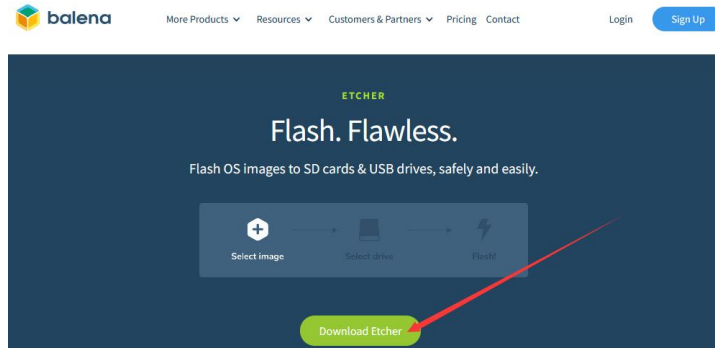 balena
More Products Resources Customers & Partners Pricing Contact Login Sign Up
ETCHER
Flash. Flawless.
Flash OS images to SD cards & USB drives, safely and easily.
Select image Select drive Flash!
Download Etcher